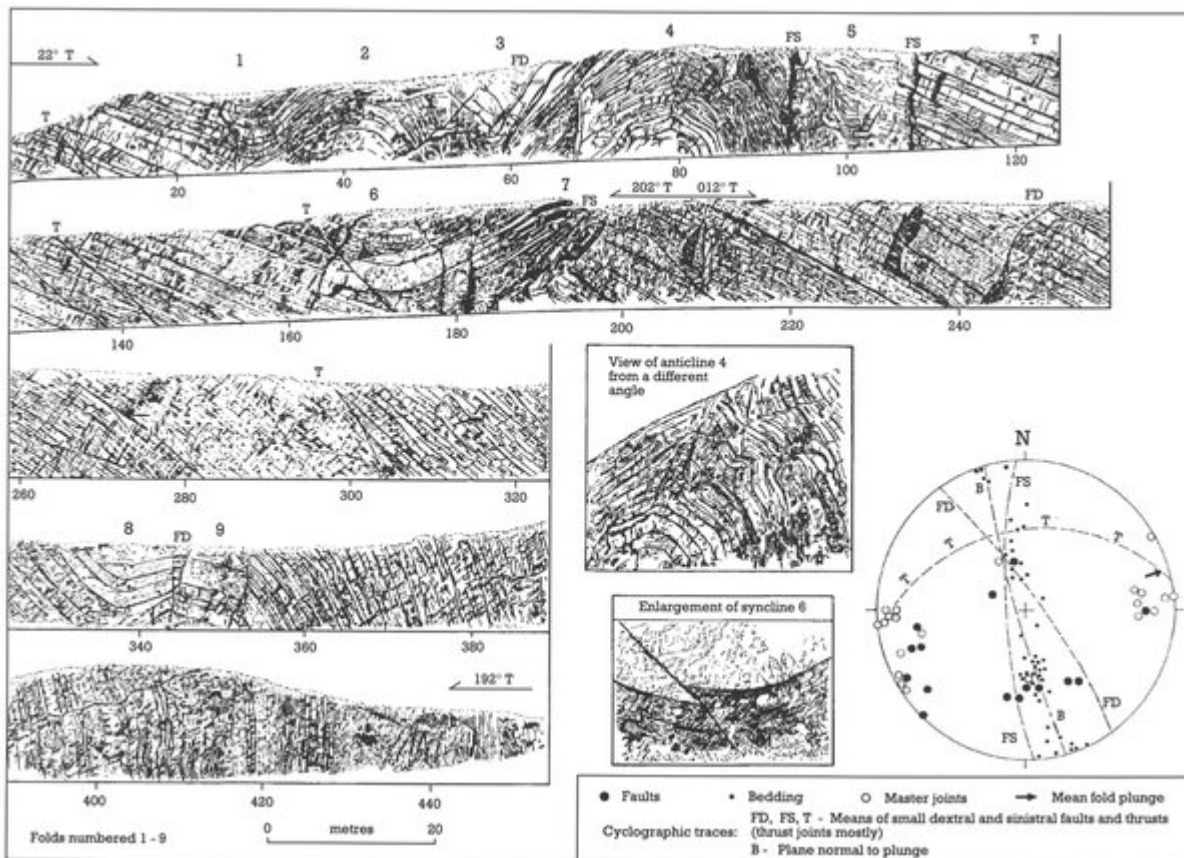 1 2 3 4 5
22° T FD FS FS T
T
20 40 60 80 100 120
6 7
T T FS 202° T 012° T FD
140 160 180 200 220 240
T
260 280 300 320
View of anticline 4
from a different
angle
8 FD 9
340 360 380
Enlargement of syncline 6
192° T
400 420 440
Folds numbered 1 - 9
0 metres 20
N
B FS
FD
T T T
T
FD
FS B
Faults Bedding Master joints Mean fold plunge
Cyclographic traces: FD, FS, T - Means of small dextral and sinistral faults and thrusts
(thrust joints mostly)
B - Plane normal to plunge